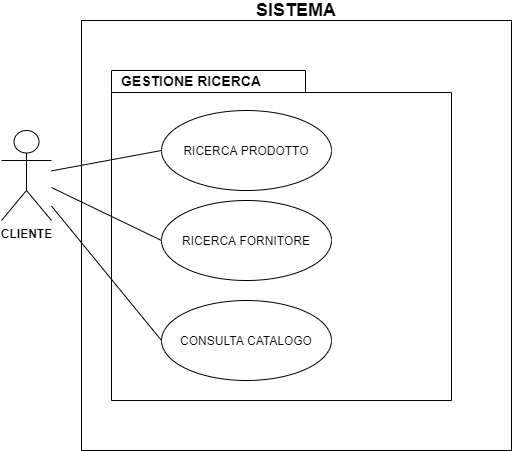 SISTEMA
GESTIONE RICERCA
RICERCA PRODOTTO
CLIENTE
RICERCA FORNITORE
CONSULTA CATALOGO